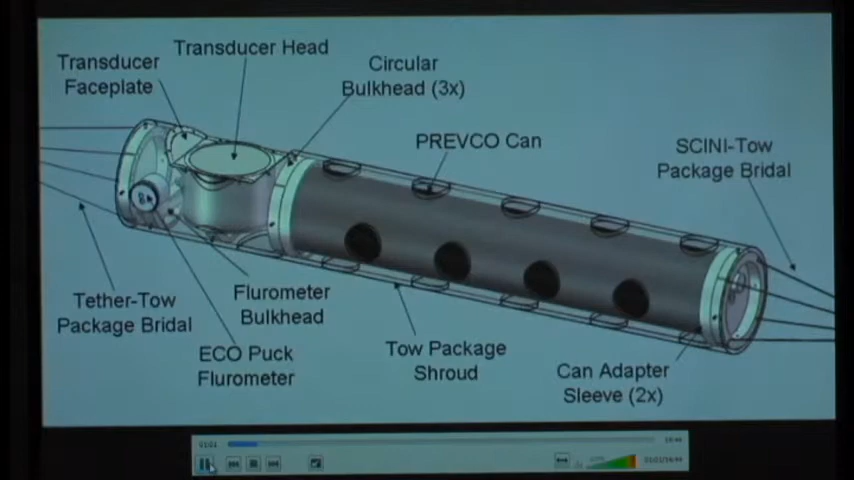 Transducer Head
Transducer
Faceplate
Circular
Bulkhead (3x)
PREVCO Can
SCINI-Tow
Package Bridal
Tether-Tow
Package Bridal
Flurometer
Bulkhead
ECO Puck
Flurometer
Tow Package
Shroud
Can Adapter
Sleeve (2x)